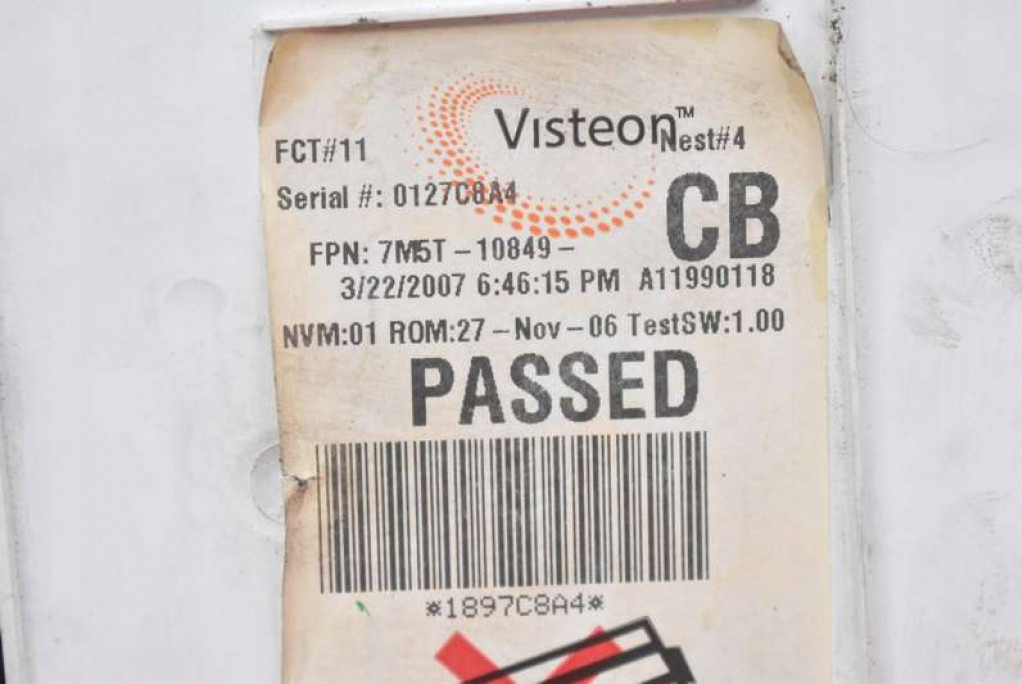 Visteon™
FCT#11 Nest#4
Serial #: 0127C8A4
CB
FPN: 7M5T-10849-
3/22/2007 6:46:15 PM A11990118
NVM:01 ROM:27-Nov-06 TestSW:1.00
PASSED
*1897C8A4*